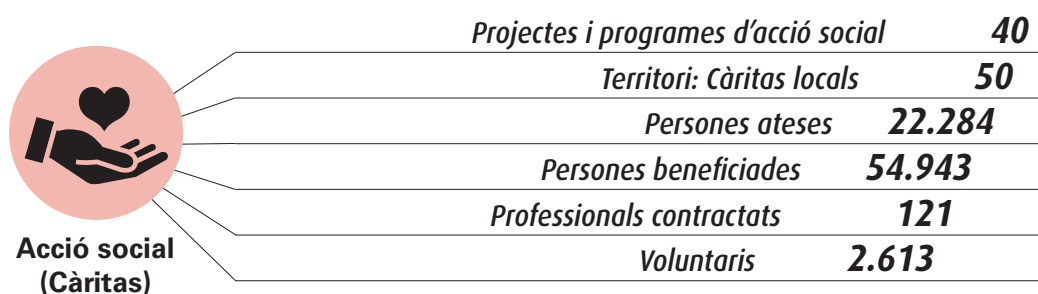 Projectes i programes d'acció social 40
Territori: Càritas locals 50
Persones ateses 22.284
Persones beneficiades 54.943
Professionals contractats 121
Voluntaris 2.613
Acció social
(Càritas)